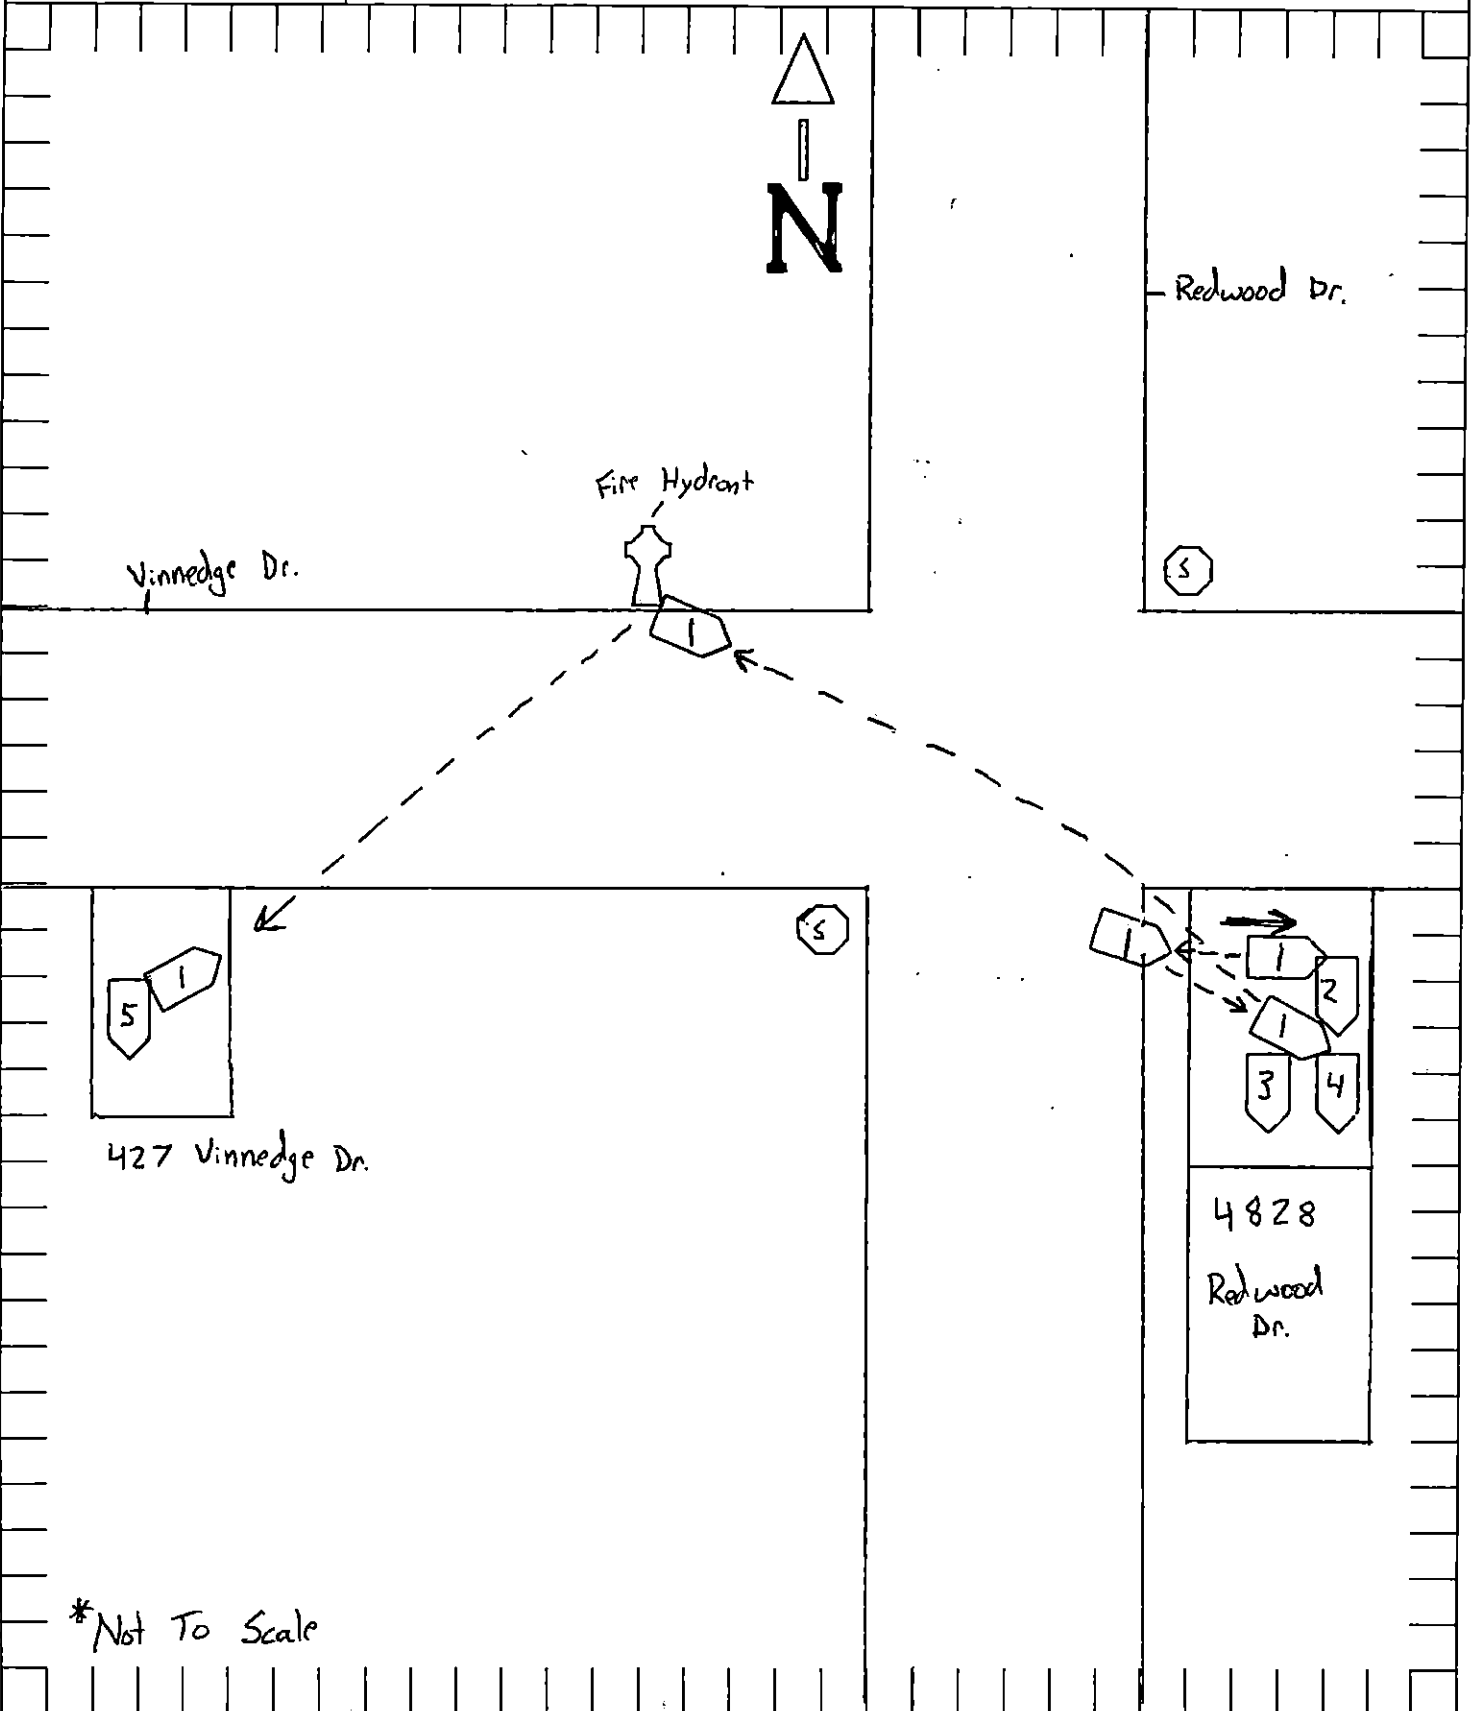 N
Redwood Dr.
Fire Hydrant
Vinnedge Dr.
S
1
S
1
1
2
1
5
1
3
4
427 Vinnedge Dr.
4828
Redwood
Dr.
*Not To Scale